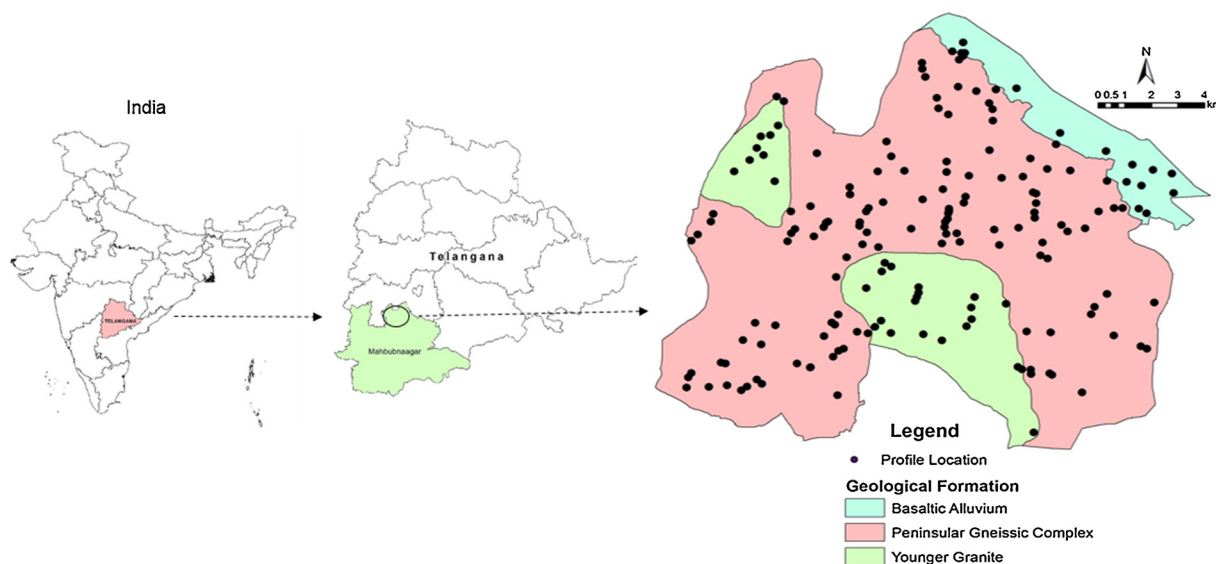 India
TELANGANA
Telangana
Mahbubnaagar
N
0 0.5 1 2 3 4
km
Legend
Profile Location
Geological Formation
Basaltic Alluvium
Peninsular Gneissic Complex
Younger Granite